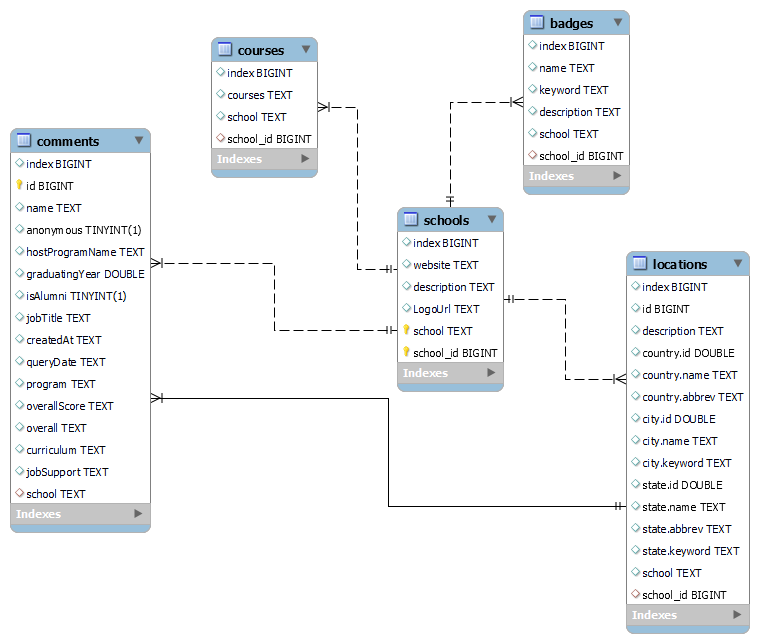 comments
index BIGINT
id BIGINT
name TEXT
anonymous TINYINT(1)
hostProgramName TEXT
graduatingYear DOUBLE
isAlumni TINYINT(1)
jobTitle TEXT
createdAt TEXT
queryDate TEXT
program TEXT
overallScore TEXT
overall TEXT
curriculum TEXT
jobSupport TEXT
school TEXT
Indexes
courses
index BIGINT
courses TEXT
school TEXT
school_id BIGINT
Indexes
badges
index BIGINT
name TEXT
keyword TEXT
description TEXT
school TEXT
school_id BIGINT
Indexes
schools
index BIGINT
website TEXT
description TEXT
LogoUrl TEXT
school TEXT
school_id BIGINT
Indexes
locations
index BIGINT
id BIGINT
description TEXT
country.id DOUBLE
country.name TEXT
country.abbrev TEXT
city.id DOUBLE
city.name TEXT
city.keyword TEXT
state.id DOUBLE
state.name TEXT
state.abbrev TEXT
state.keyword TEXT
school TEXT
school_id BIGINT
Indexes